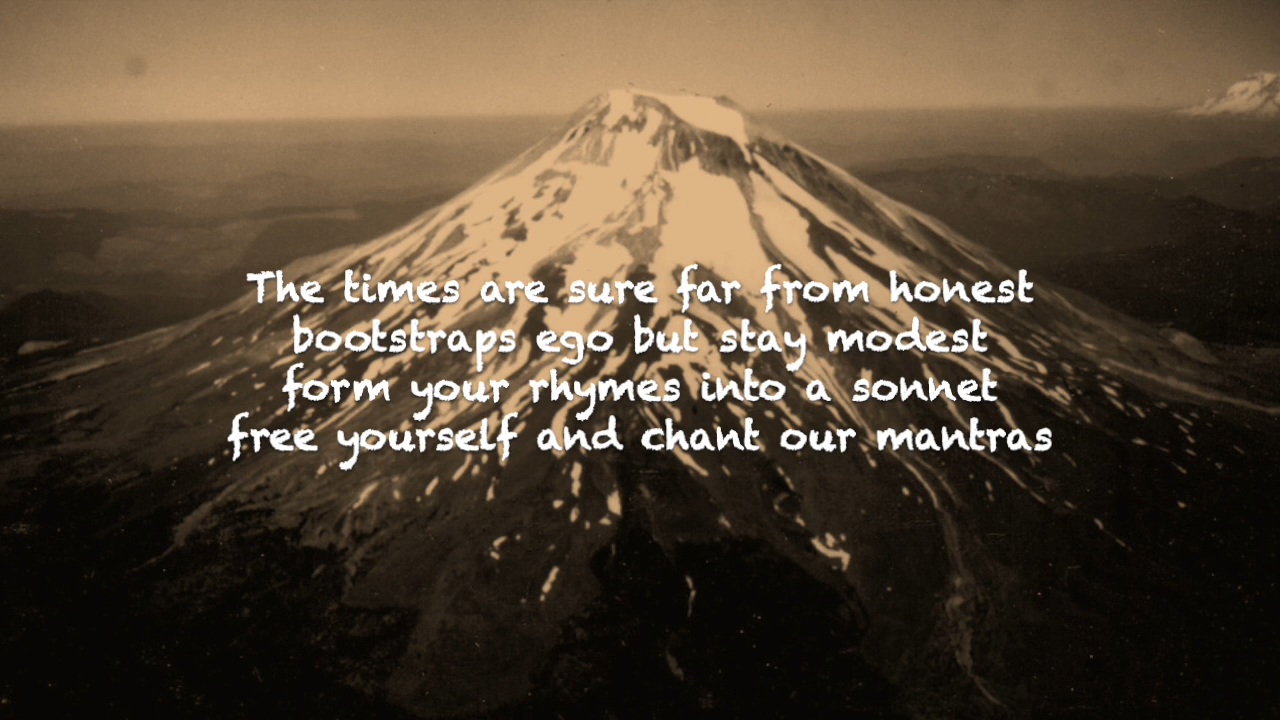 The times are sure far from honest
bootstraps ego but stay modest
form your rhymes into a sonnet
free yourself and chant our mantras